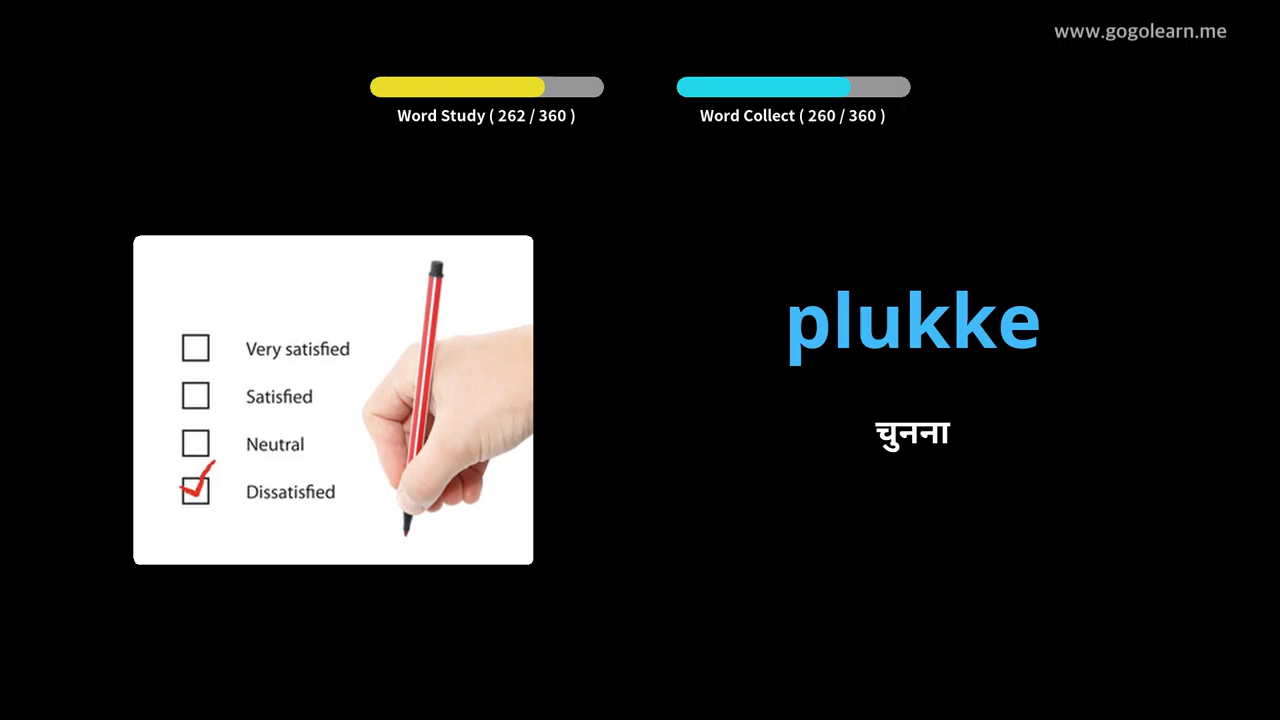 www.gogolearn.me
Word Study ( 262 / 360 )
Word Collect ( 260 / 360 )
Very satisfied
Satisfied
Neutral
Dissatisfied
plukke
चुनना